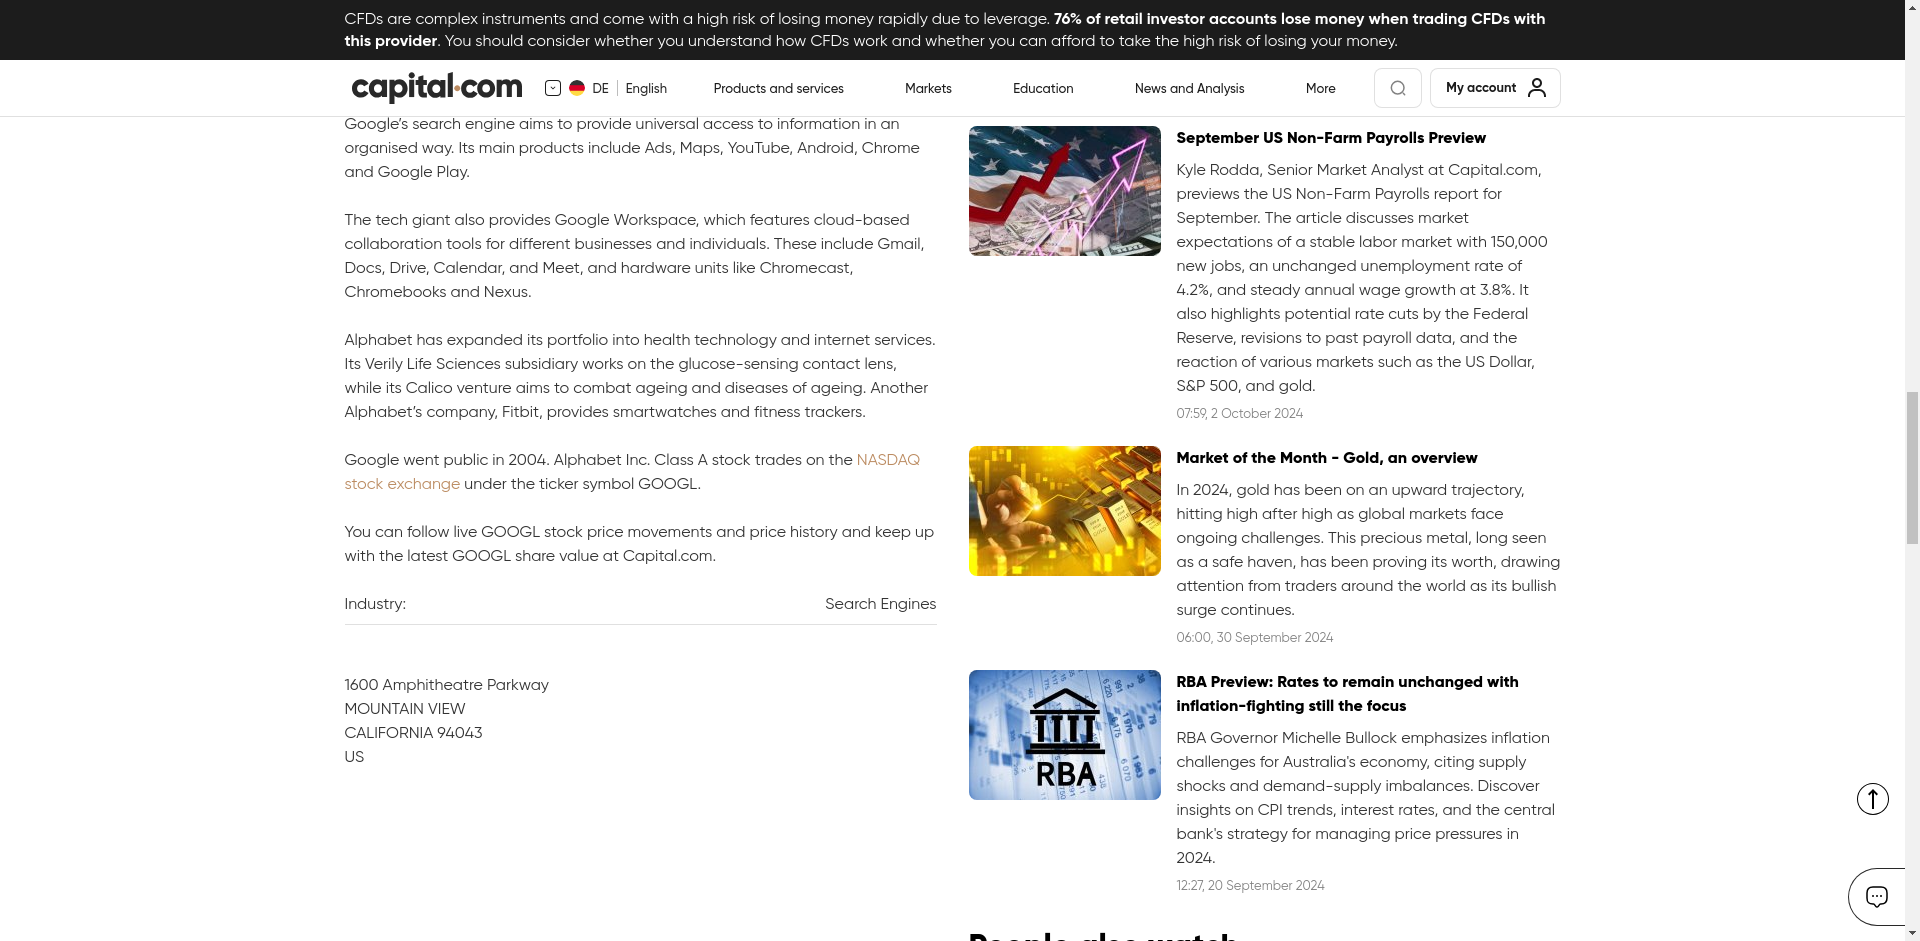 CFDs are complex instruments and come with a high risk of losing money rapidly due to leverage. 76% of retail investor accounts lose money when trading CFDs with
this provider. You should consider whether you understand how CFDs work and whether you can afford to take the high risk of losing your money.
capital.com
DE
English
Products and services
Markets
Education
News and Analysis
More
My account
Google’s search engine aims to provide universal access to information in an
organised way. Its main products include Ads, Maps, YouTube, Android, Chrome
and Google Play.
The tech giant also provides Google Workspace, which features cloud-based
collaboration tools for different businesses and individuals. These include Gmail,
Docs, Drive, Calendar, and Meet, and hardware units like Chromecast,
Chromebooks and Nexus.
Alphabet has expanded its portfolio into health technology and internet services.
Its Verily Life Sciences subsidiary works on the glucose-sensing contact lens,
while its Calico venture aims to combat ageing and diseases of ageing. Another
Alphabet’s company, Fitbit, provides smartwatches and fitness trackers.
Google went public in 2004. Alphabet Inc. Class A stock trades on the NASDAQ
stock exchange under the ticker symbol GOOGL.
You can follow live GOOGL stock price movements and price history and keep up
with the latest GOOGL share value at Capital.com.
Industry: Search Engines
1600 Amphitheatre Parkway
MOUNTAIN VIEW
CALIFORNIA 94043
US
September US Non-Farm Payrolls Preview
Kyle Rodda, Senior Market Analyst at Capital.com,
previews the US Non-Farm Payrolls report for
September. The article discusses market
expectations of a stable labor market with 150,000
new jobs, an unchanged unemployment rate of
4.2%, and steady annual wage growth at 3.8%. It
also highlights potential rate cuts by the Federal
Reserve, revisions to past payroll data, and the
reaction of various markets such as the US Dollar,
S&P 500, and gold.
07:59, 2 October 2024
Market of the Month - Gold, an overview
In 2024, gold has been on an upward trajectory,
hitting high after high as global markets face
ongoing challenges. This precious metal, long seen
as a safe haven, has been proving its worth, drawing
attention from traders around the world as its bullish
surge continues.
06:00, 30 September 2024
RBA
RBA Preview: Rates to remain unchanged with
inflation-fighting still the focus
RBA Governor Michelle Bullock emphasizes inflation
challenges for Australia's economy, citing supply
shocks and demand-supply imbalances. Discover
insights on CPI trends, interest rates, and the central
bank's strategy for managing price pressures in
2024.
12:27, 20 September 2024
People also watch